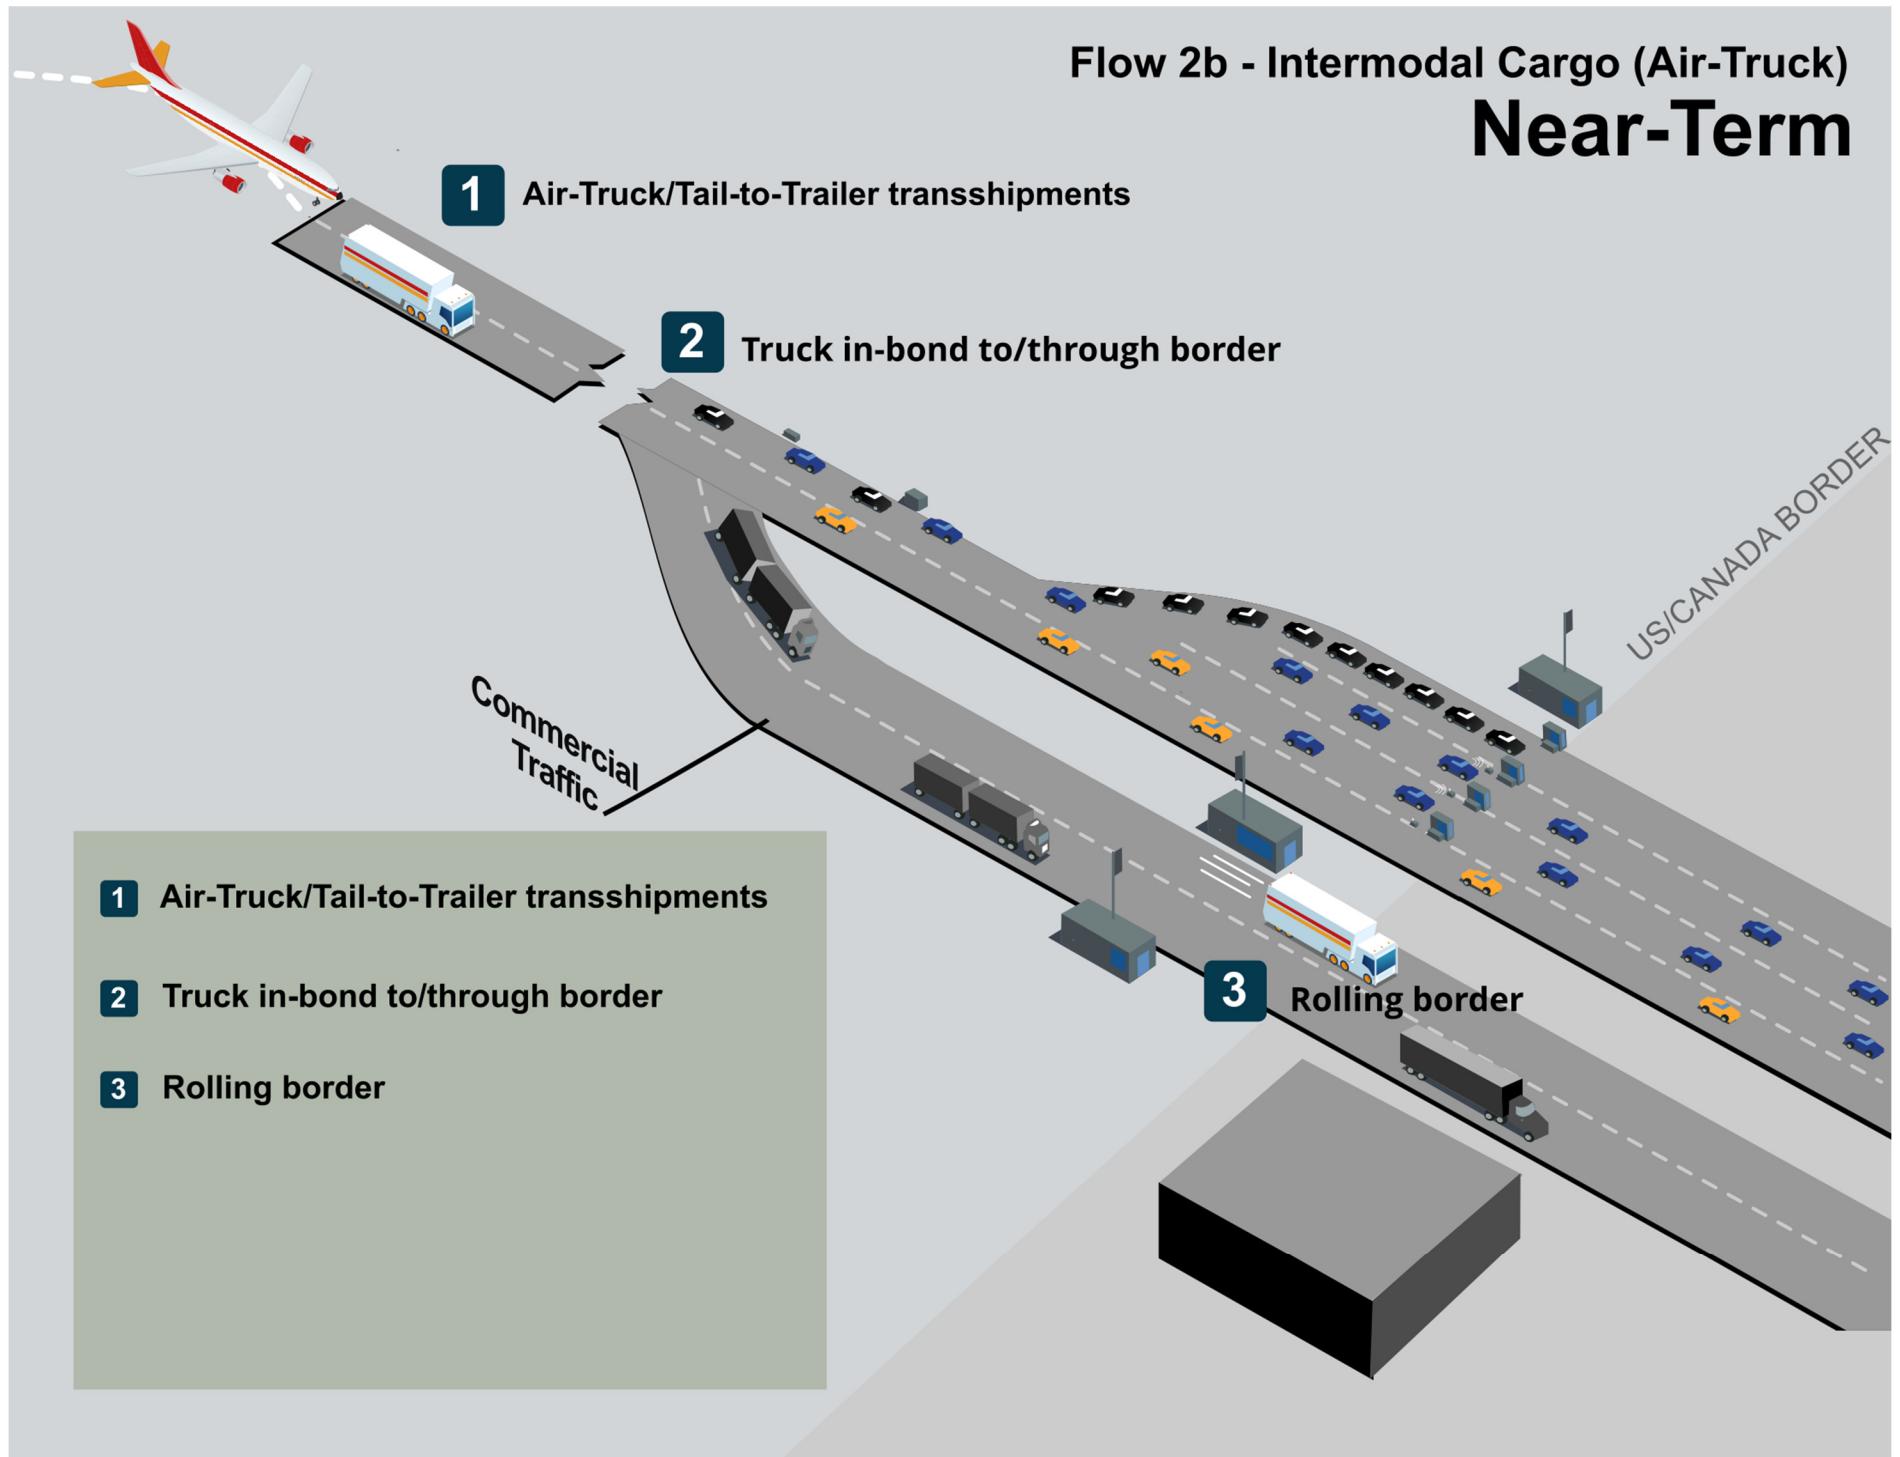 Flow 2b - Intermodal Cargo (Air-Truck)
Near-Term
1 Air-Truck/Tail-to-Trailer transshipments
2 Truck in-bond to/through border
US/CANADA BORDER
Commercial
Traffic
3 Rolling border
1 Air-Truck/Tail-to-Trailer transshipments
2 Truck in-bond to/through border
3 Rolling border